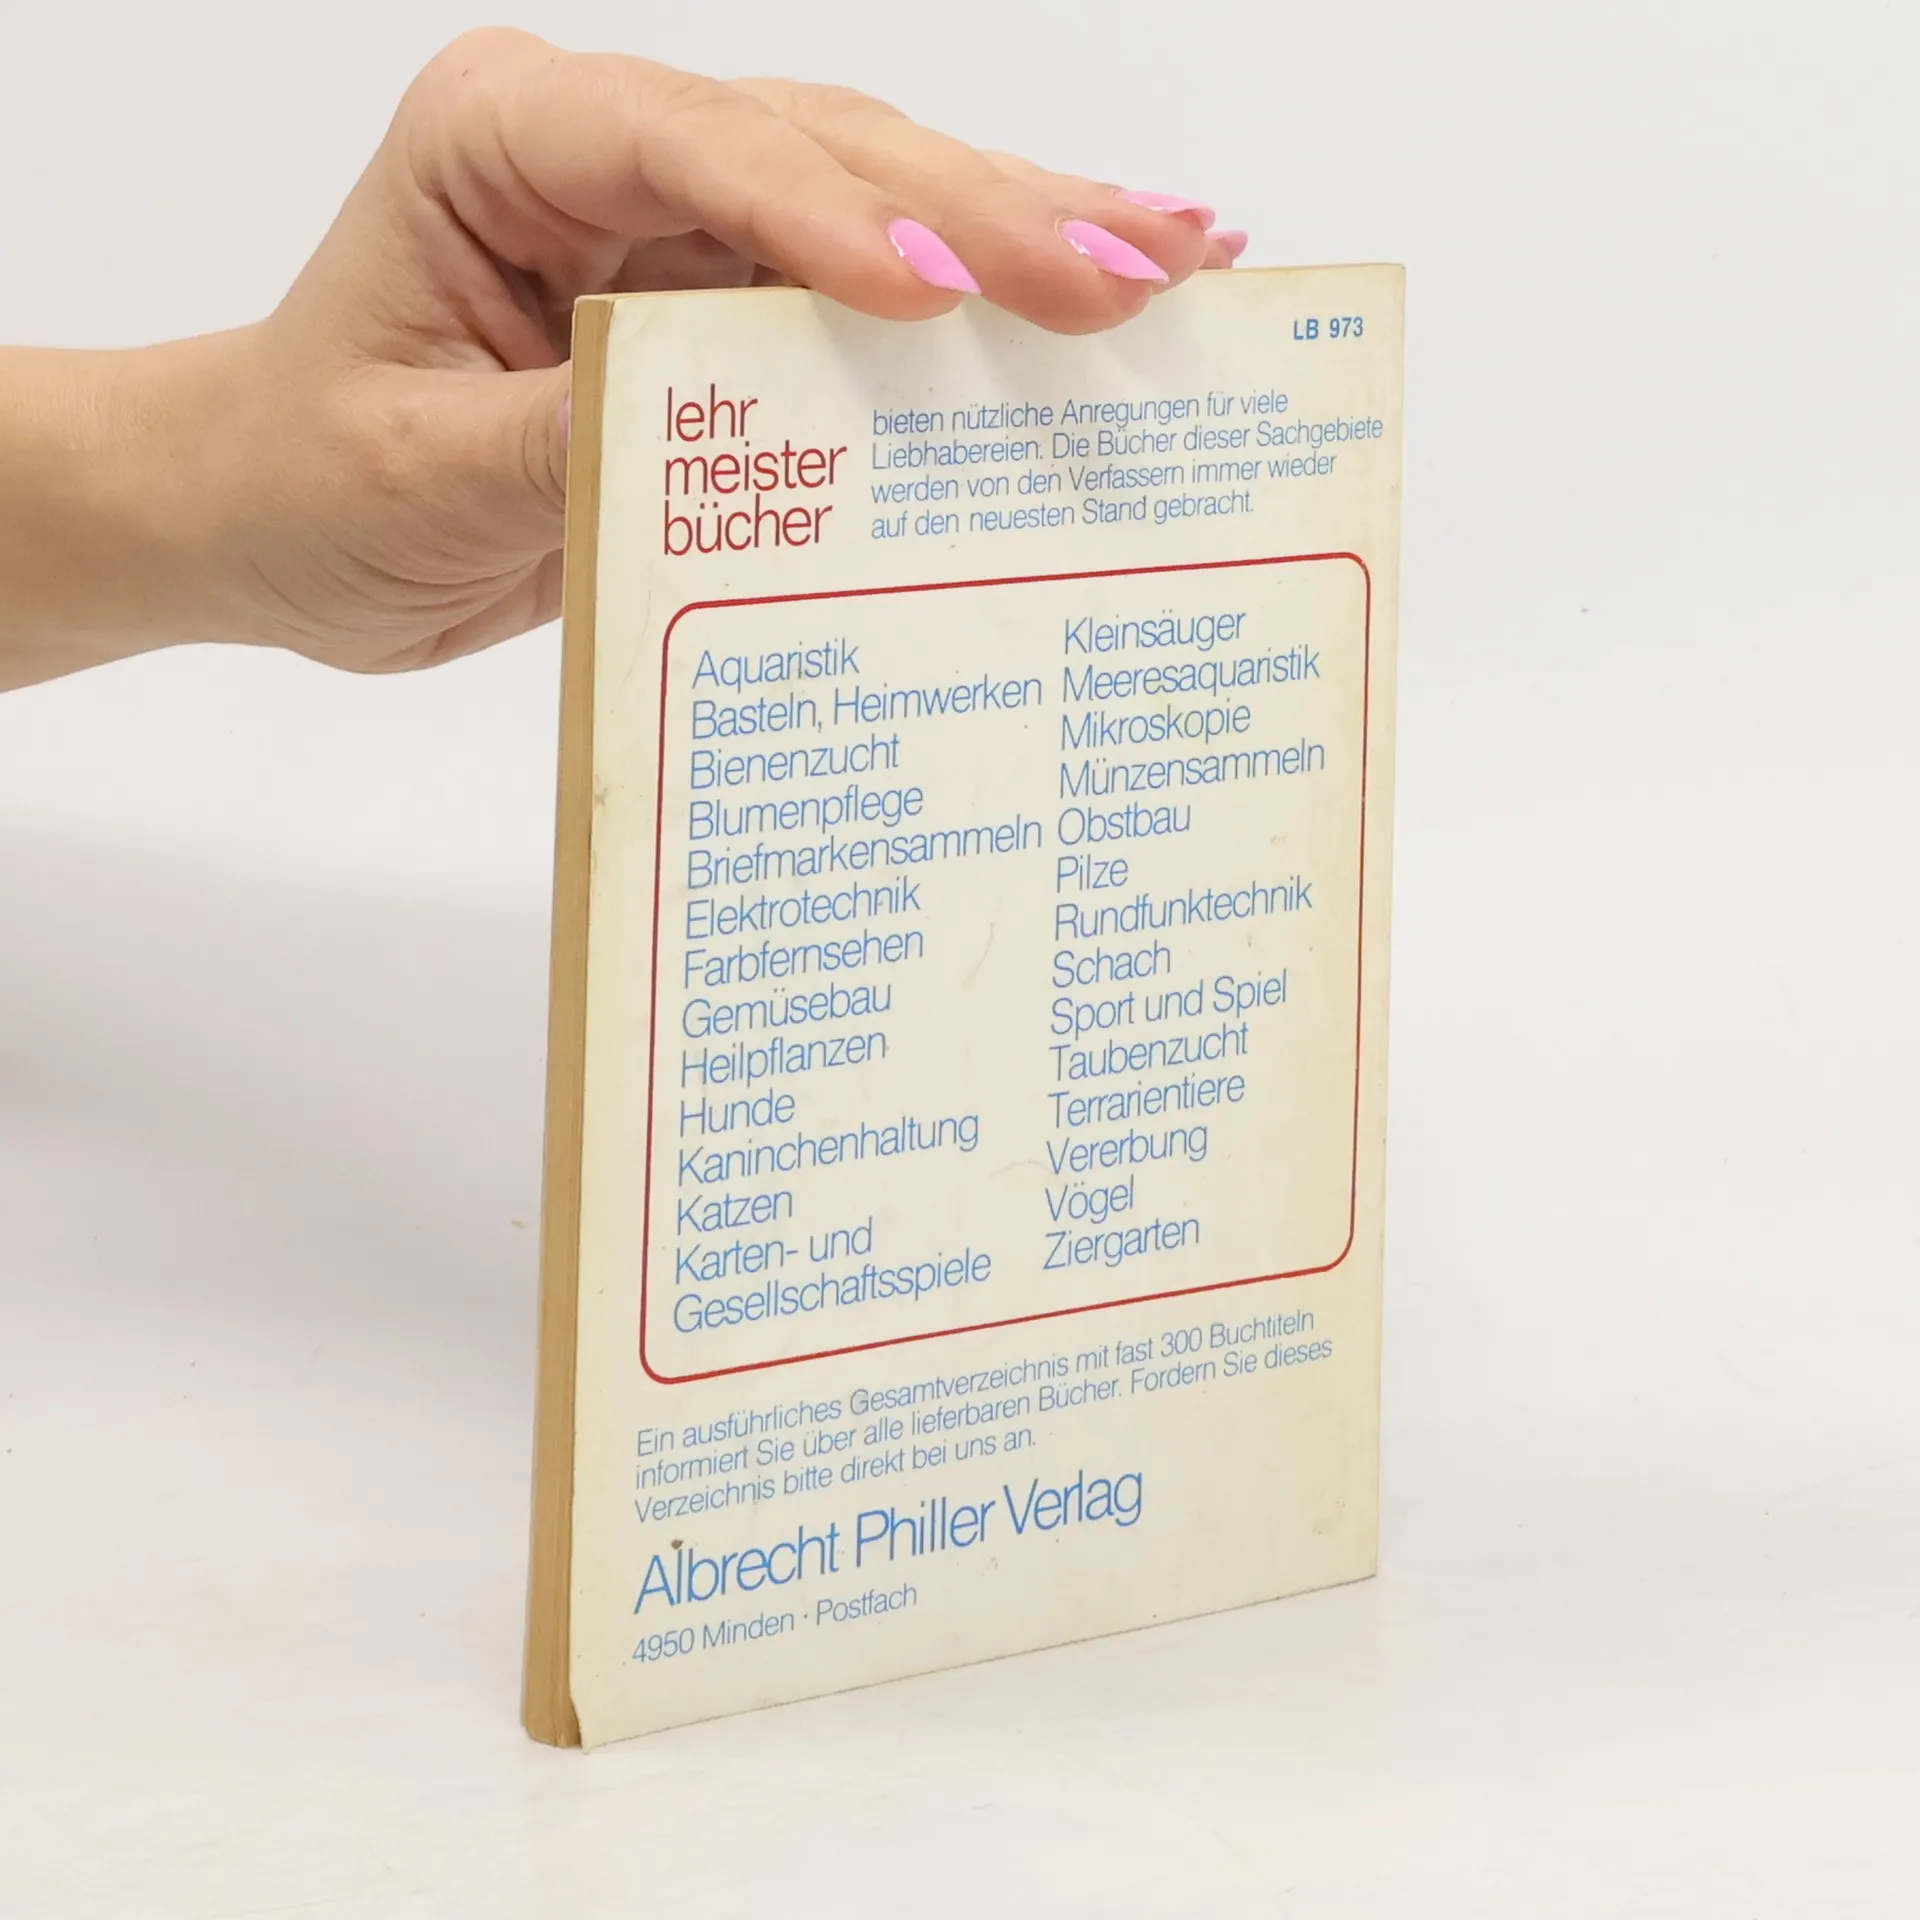 LB 973
lehr
meister
bücher
bieten nützliche Anregungen für viele
Liebhabereien. Die Bücher dieser Sachgebiete
werden von den Verfassern immer wieder
auf den neuesten Stand gebracht.
Aquaristik
Basteln, Heimwerken
Bienenzucht
Blumenpflege
Briefmarkensammeln
Elektrotechnik
Farbfernsehen
Gemüsebau
Heilpflanzen
Hunde
Kaninchenhaltung
Katzen
Karten- und
Gesellschaftsspiele
Kleinsäuger
Meeresaquaristik
Mikroskopie
Münzensammeln
Obstbau
Pilze
Rundfunktechnik
Schach
Sport und Spiel
Taubenzucht
Terrarientiere
Vererbung
Vögel
Ziergarten
Ein ausführliches Gesamtverzeichnis mit fast 300 Buchtiteln
informiert Sie über alle lieferbaren Bücher. Fordern Sie dieses
Verzeichnis bitte direkt bei uns an.
Albrecht Philler Verlag
4950 Minden · Postfach